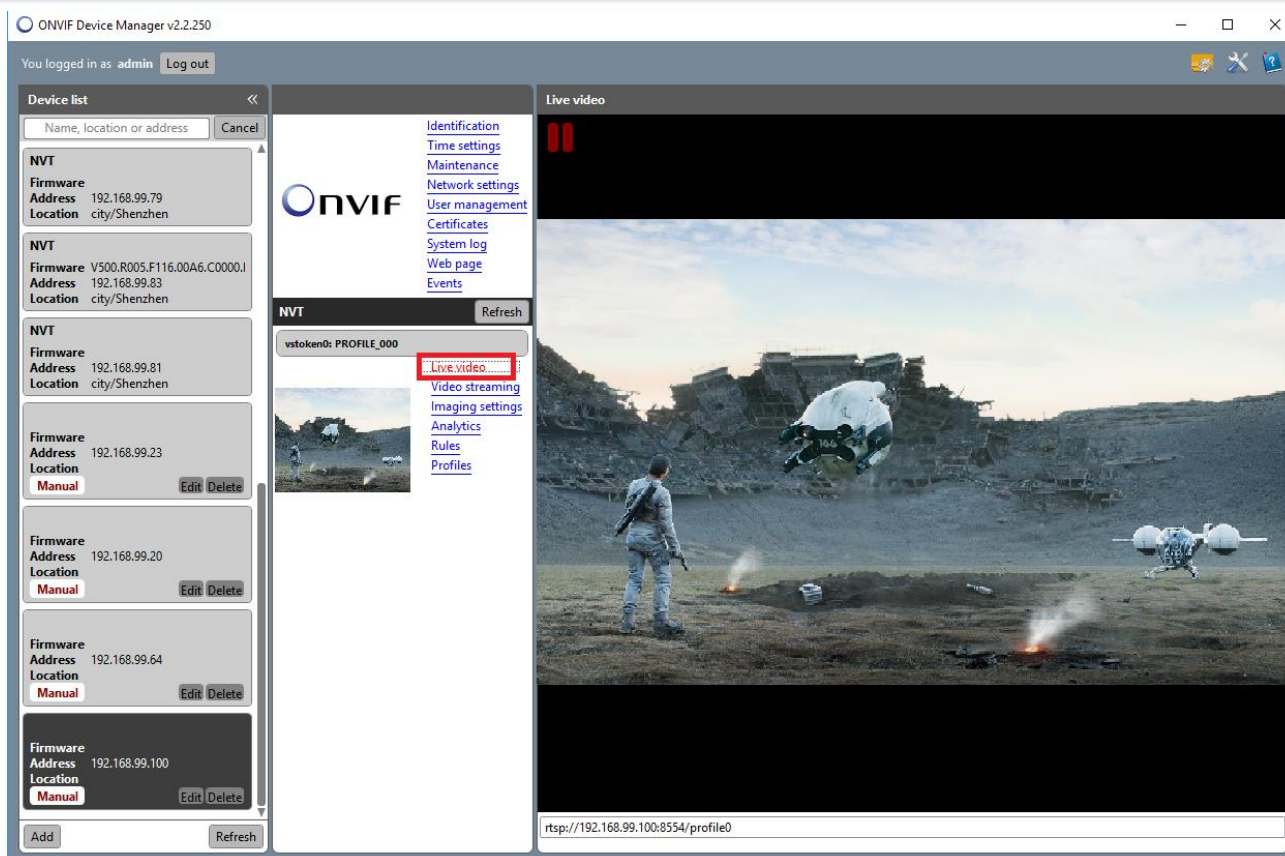 ONVIF Device Manager v2.2.250
You logged in as admin Log out
Device list «
Name, location or address Cancel
NVT
Firmware
Address 192.168.99.79
Location city/Shenzhen
NVT
Firmware V500.R005.F116.00A6.C0000.
Address 192.168.99.83
Location city/Shenzhen
NVT
Firmware
Address 192.168.99.81
Location city/Shenzhen
Firmware
Address 192.168.99.23
Location
Manual Edit Delete
Firmware
Address 192.168.99.20
Location
Manual Edit Delete
Firmware
Address 192.168.99.64
Location
Manual Edit Delete
Firmware
Address 192.168.99.100
Location
Manual Edit Delete
Add Refresh
ONVIF
Identification
Time settings
Maintenance
Network settings
User management
Certificates
System log
Web page
Events
NVT Refresh
vstoken0: PROFILE_000
Live video
Video streaming
Imaging settings
Analytics
Rules
Profiles
Live video
166
rtsp://192.168.99.100:8554/profile0